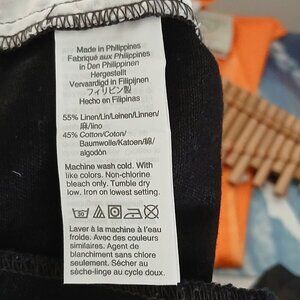 Made in Philippines
Fabriqué aux Philippines
in Den Philippinen
Hergestellt
Vervaardigd in Filipijnen
フィリピン製
Hecho en Filipinas
55% Linen/Lin/Leinen/Linnen/
麻/lino
45% Cotton/Coton/
Baumwolle/Katoen/綿/
algodón
Machine wash cold. With
like colors. Non-chlorine
bleach only. Tumble dry
low. Iron on lowest setting.
30
Laver à la machine à l'eau
froide. Avec des couleurs
similaires. Agent de
blanchiment sans chlore
seulement. Sécher au
sèche-linge au cycle doux.